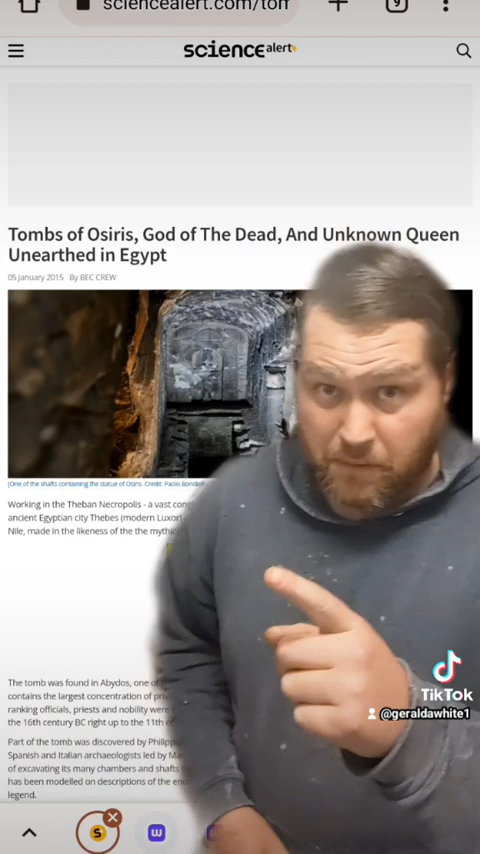 sciencealert.com/tom
9
science alert
Tombs of Osiris, God of The Dead, And Unknown Queen
Unearthed in Egypt
05 January 2015 By BEC CREW
(One of the shafts containing the statue of Osiris. Credit: Paolo Bondielli
Working in the Theban Necropolis - a vast
ancient Egyptian city Thebes (modern Luxor)
Nile, made in the likeness of the the
The tomb was found in Abydos, one of
contains the largest concentration of
ranking officials, priests and nobility were
the 16th century BC right up to the 11th
Part of the tomb was discovered by
Spanish and Italian archaeologists led by
of excavating its many chambers and shafts
has been modelled on descriptions of the
legend.
TikTok
@geraldawhite1
S
W